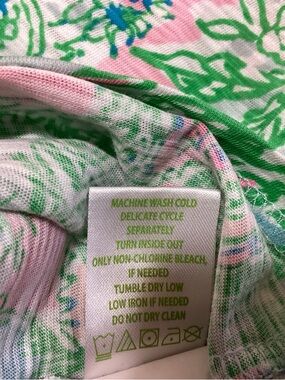 MACHINE WASH COLD
DELICATE CYCLE
SEPARATELY
TURN INSIDE OUT
ONLY NON-CHLORINE BLEACH,
IF NEEDED
TUMBLE DRY LOW
LOW IRON IF NEEDED
DO NOT DRY CLEAN